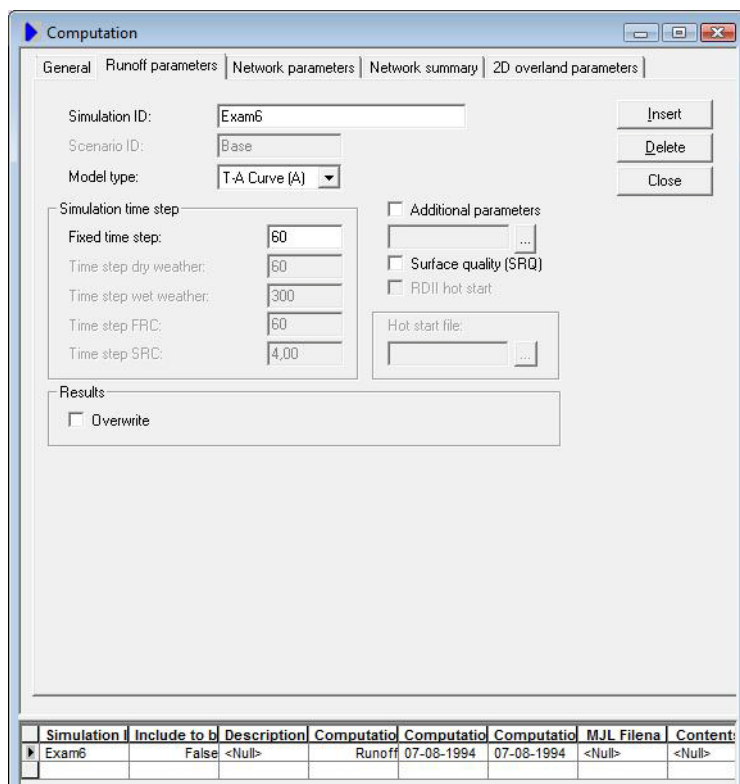 Computation
General Runoff parameters Network parameters Network summary 2D overland parameters
Simulation ID: Exam6 Insert
Scenario ID: Base Delete
Model type: T-A Curve (A) Close
Simulation time step Additional parameters
Fixed time step: 60 ...
Time step dry weather: 60 Surface quality (SRQ)
Time step wet weather: 300 RDII hot start
Time step FRC: 60 Hot start file:
Time step SRC: 4,00 ...
Results
Overwrite
Simulation I Include to b Description Computatio Computatio Computatio MJL Filena Content
Exam6 False <Null> Runoff 07-08-1994 07-08-1994 <Null> <Null>